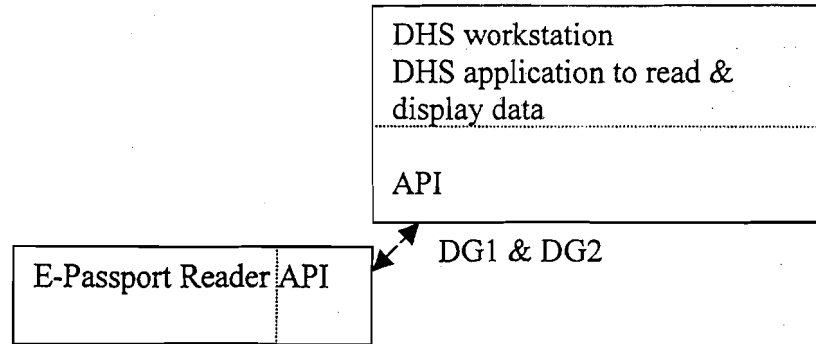 DHS workstation
DHS application to read &
display data
API
DG1 & DG2
E-Passport Reader API